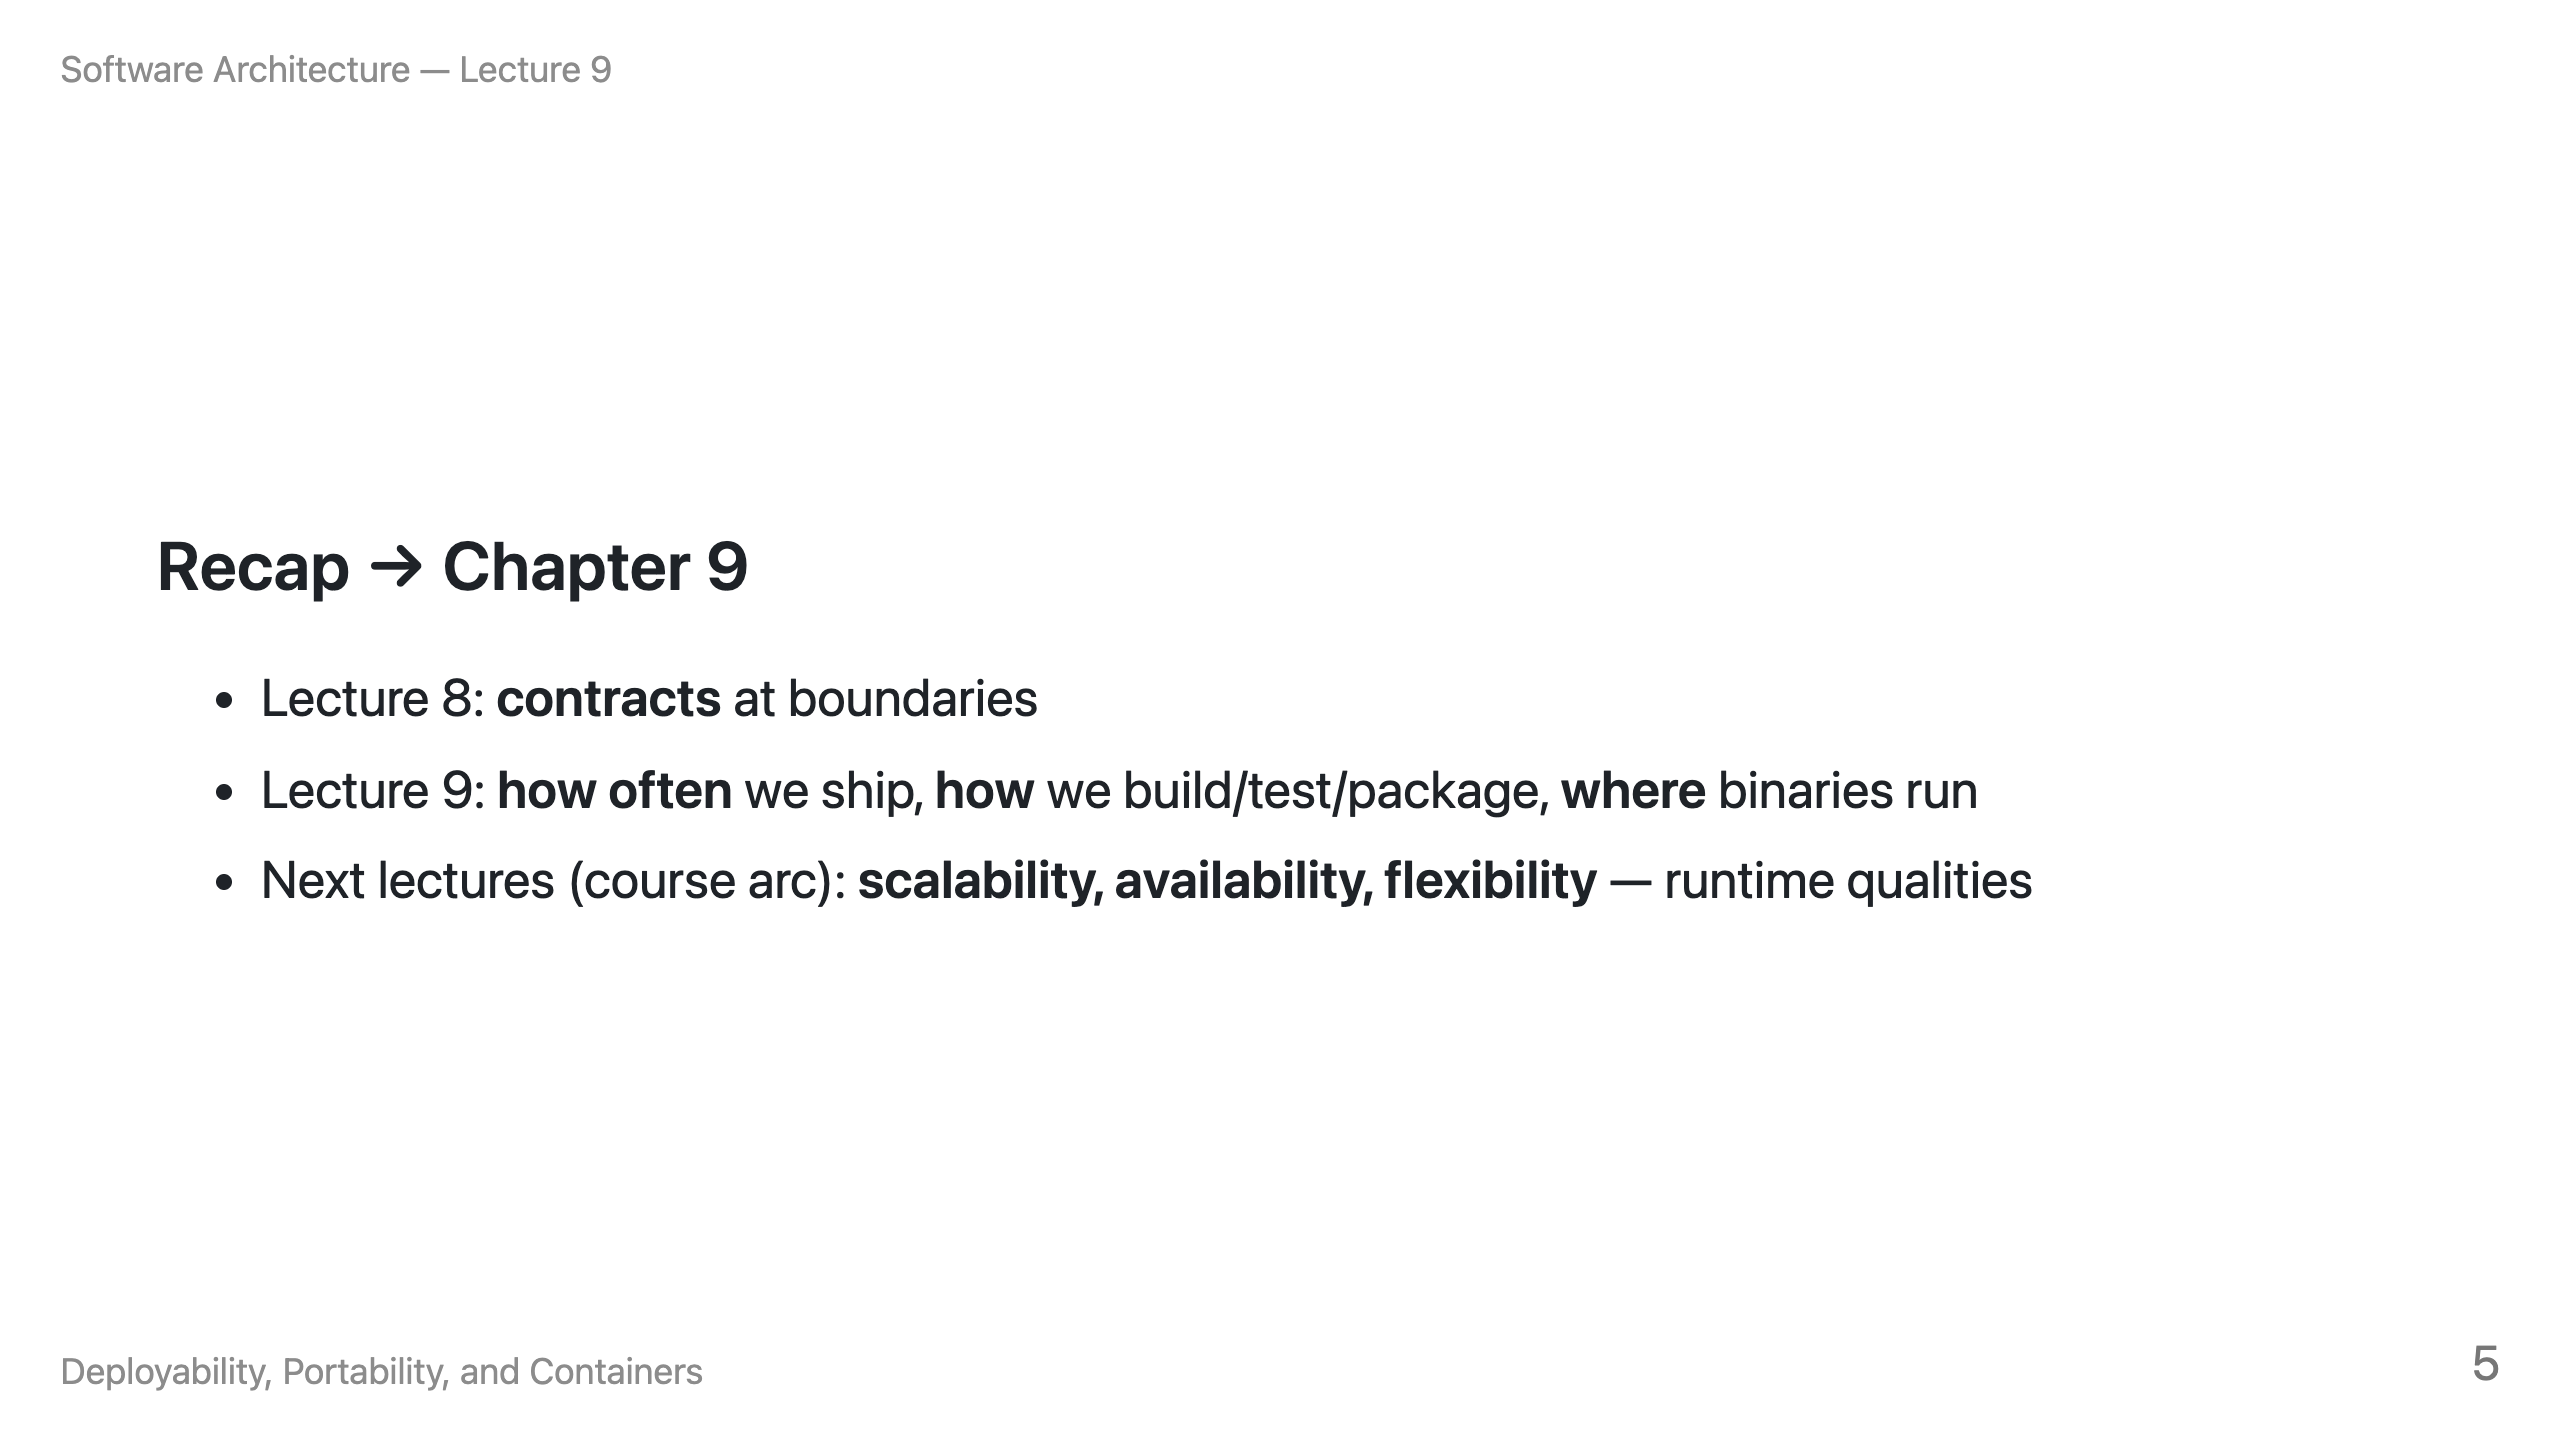 Software Architecture — Lecture 9
Recap → Chapter 9
• Lecture 8: contracts at boundaries
• Lecture 9: how often we ship, how we build/test/package, where binaries run
• Next lectures (course arc): scalability, availability, flexibility — runtime qualities
Deployability, Portability, and Containers
5